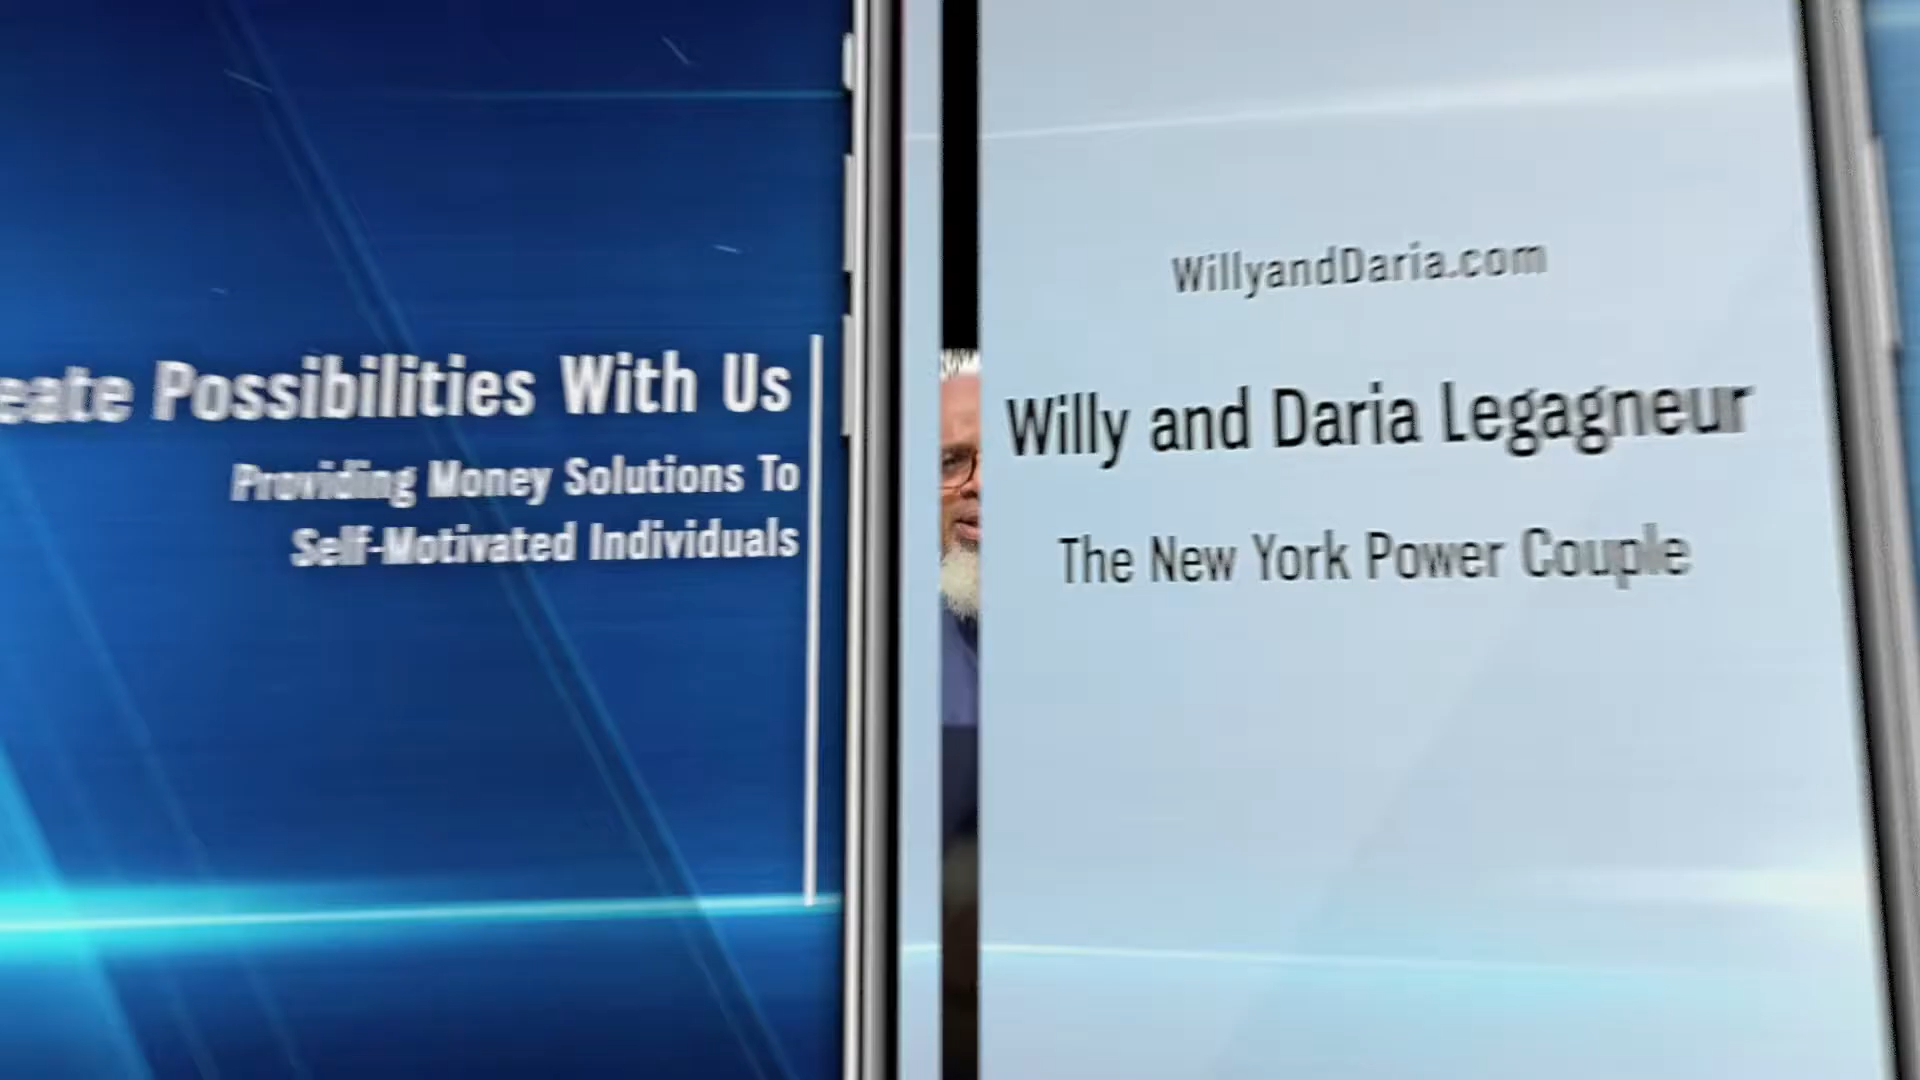 eate Possibilities With Us
Providing Money Solutions To
Self-Motivated Individuals
WillyandDaria.com
Willy and Daria Legagneur
The New York Power Couple